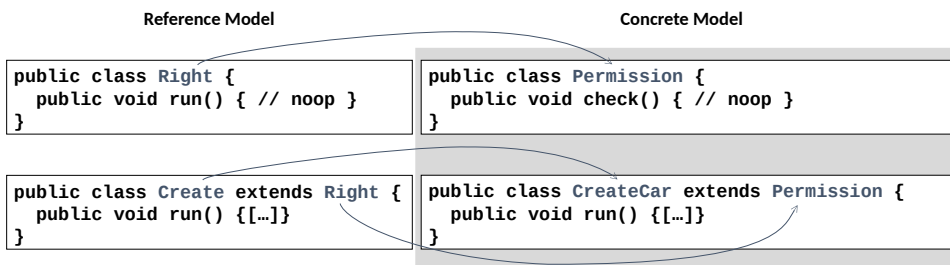 Reference Model
Concrete Model
public class Right {
public void run() { // noop }
}
public class Permission {
public void check() { // noop }
}
public class Create extends Right {
public void run() {[…]}
}
public class CreateCar extends Permission {
public void run() {[…]}
}